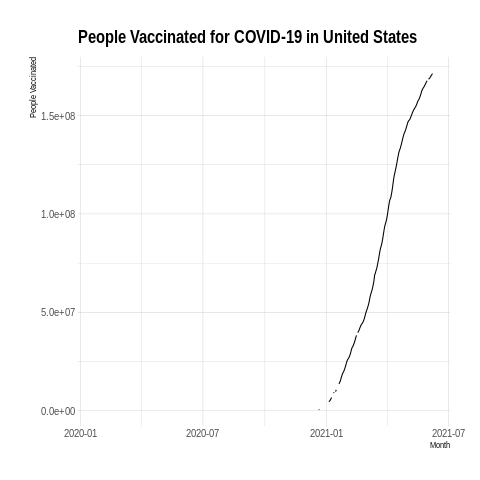 People Vaccinated for COVID-19 in United States
People Vaccinated
1.5e+08
1.0e+08
5.0e+07
0.0e+00
2020-01 2020-07 2021-01 2021-07
Month